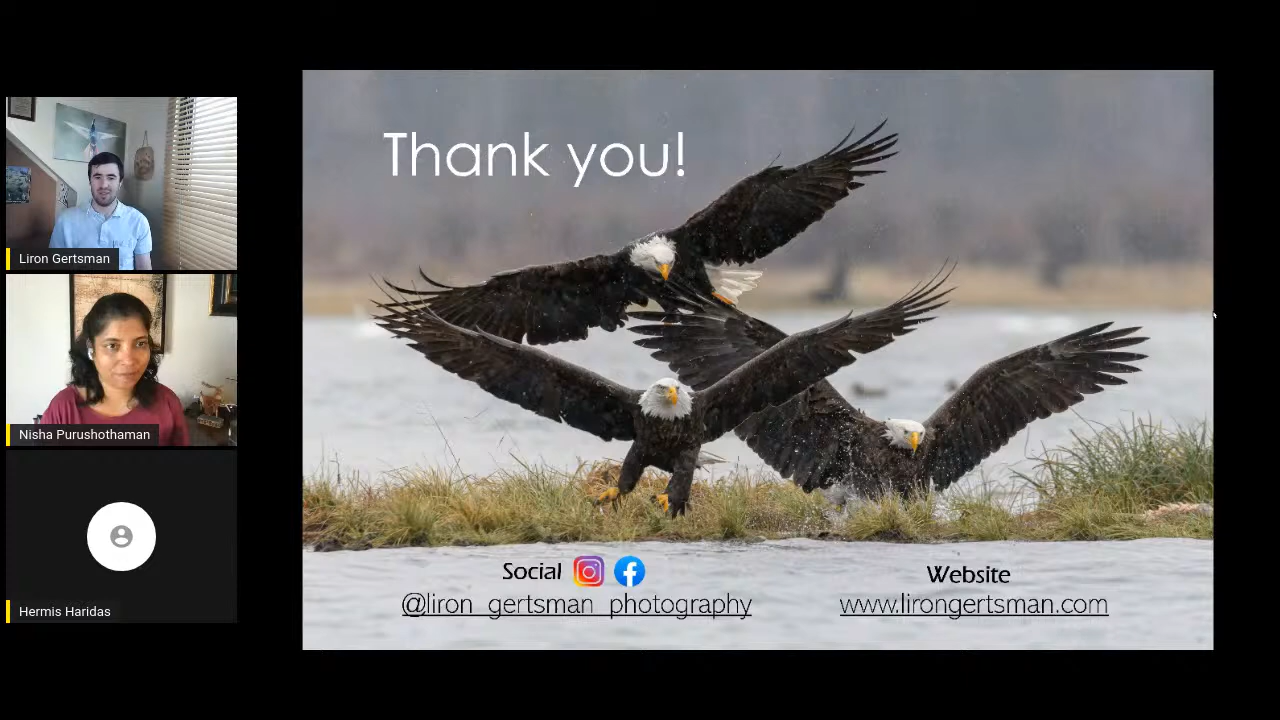 Liron Gertsman
Nisha Purushothaman
Hermis Haridas
Thank you!
Social
@liron_gertsman_photography
Website
www.lirongertsman.com